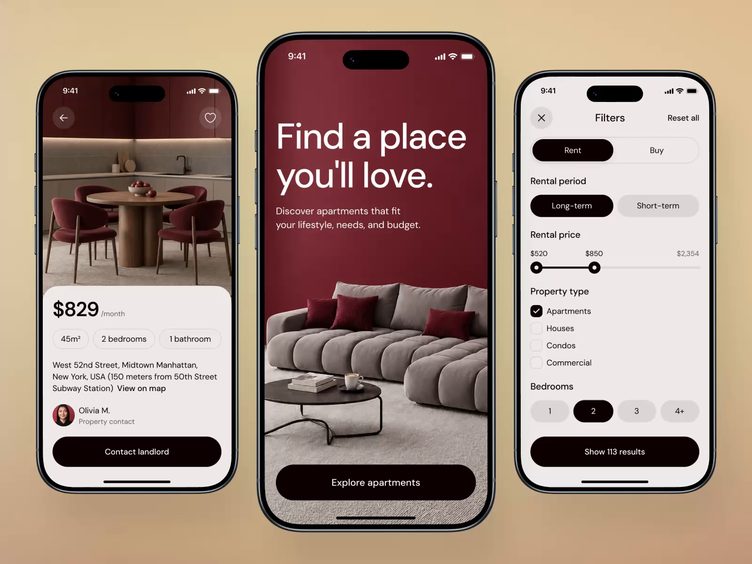 9:41
$829 /month
45m² 2 bedrooms 1 bathroom
West 52nd Street, Midtown Manhattan,
New York, USA (150 meters from 50th Street
Subway Station) View on map
Olivia M.
Property contact
Contact landlord
9:41
Find a place
you'll love.
Discover apartments that fit
your lifestyle, needs, and budget.
Explore apartments
9:41
Filters Reset all
Rent Buy
Rental period
Long-term Short-term
Rental price
$520 $850 $2,354
Property type
Apartments
Houses
Condos
Commercial
Bedrooms
1 2 3 4+
Show 113 results